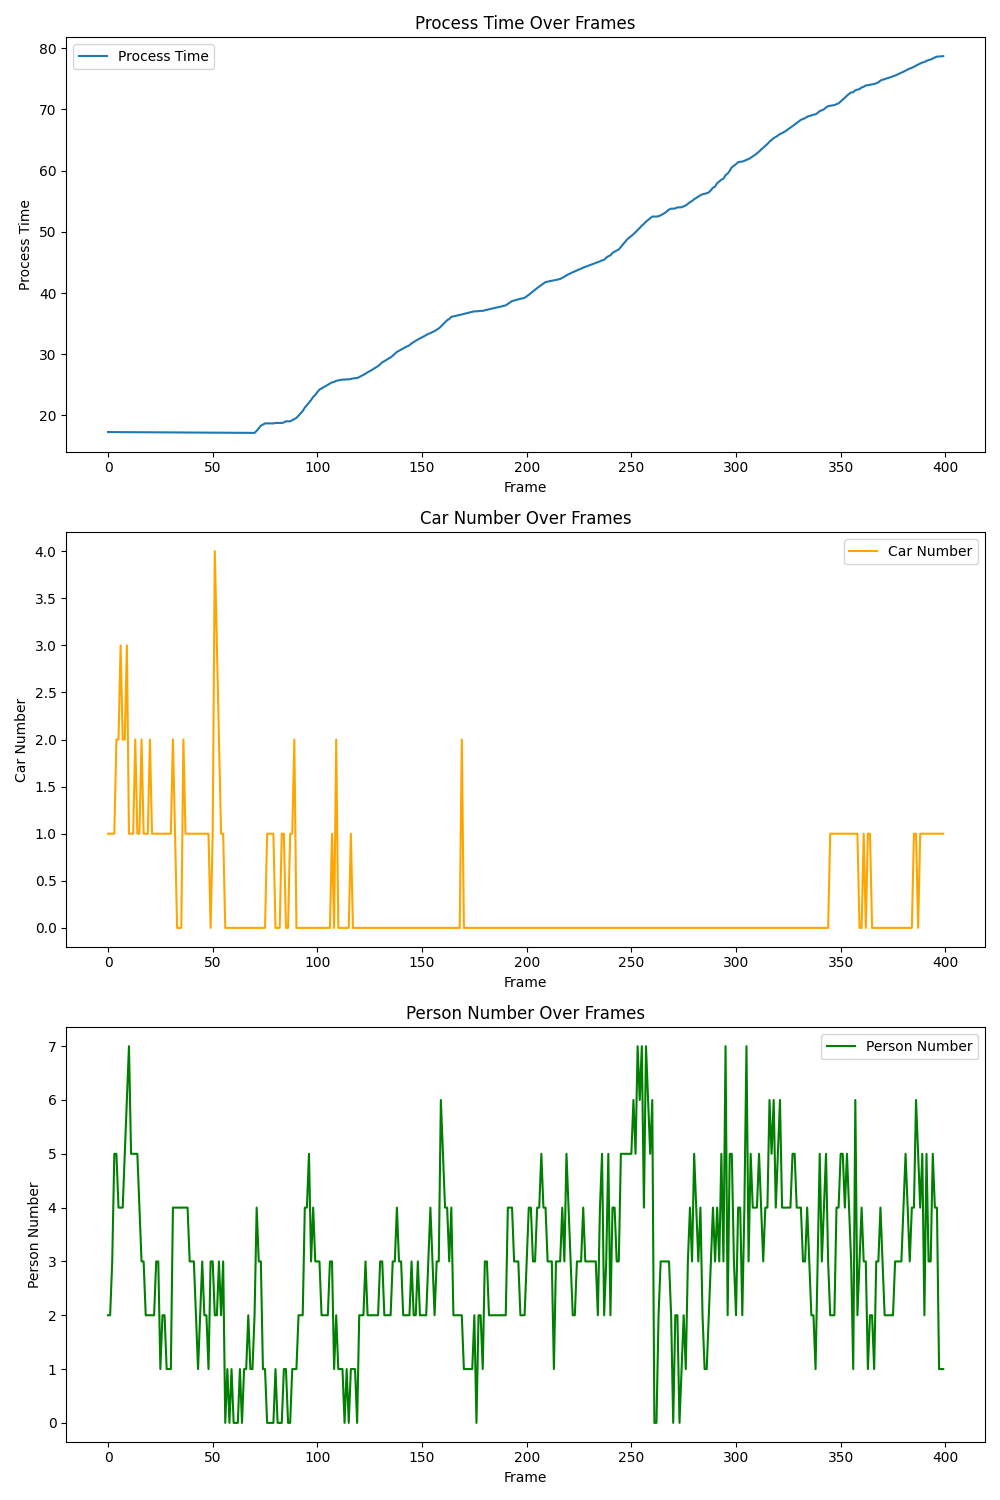 Process Time Over Frames
Process Time
80
70
60
50
40
30
20
Process Time
0 50 100 150 200 250 300 350 400
Frame
Car Number Over Frames
Car Number
4.0
3.5
3.0
2.5
2.0
1.5
1.0
0.5
0.0
Car Number
0 50 100 150 200 250 300 350 400
Frame
Person Number Over Frames
Person Number
7
6
5
4
3
2
1
0
Person Number
0 50 100 150 200 250 300 350 400
Frame